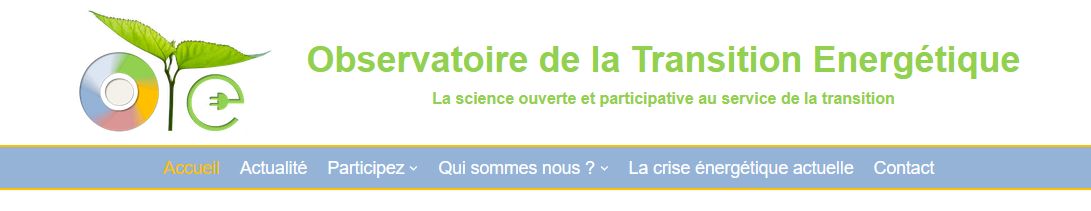 OTE
Observatoire de la Transition Energétique
La science ouverte et participative au service de la transition
Accueil Actualité Participez Qui sommes nous ? La crise énergétique actuelle Contact